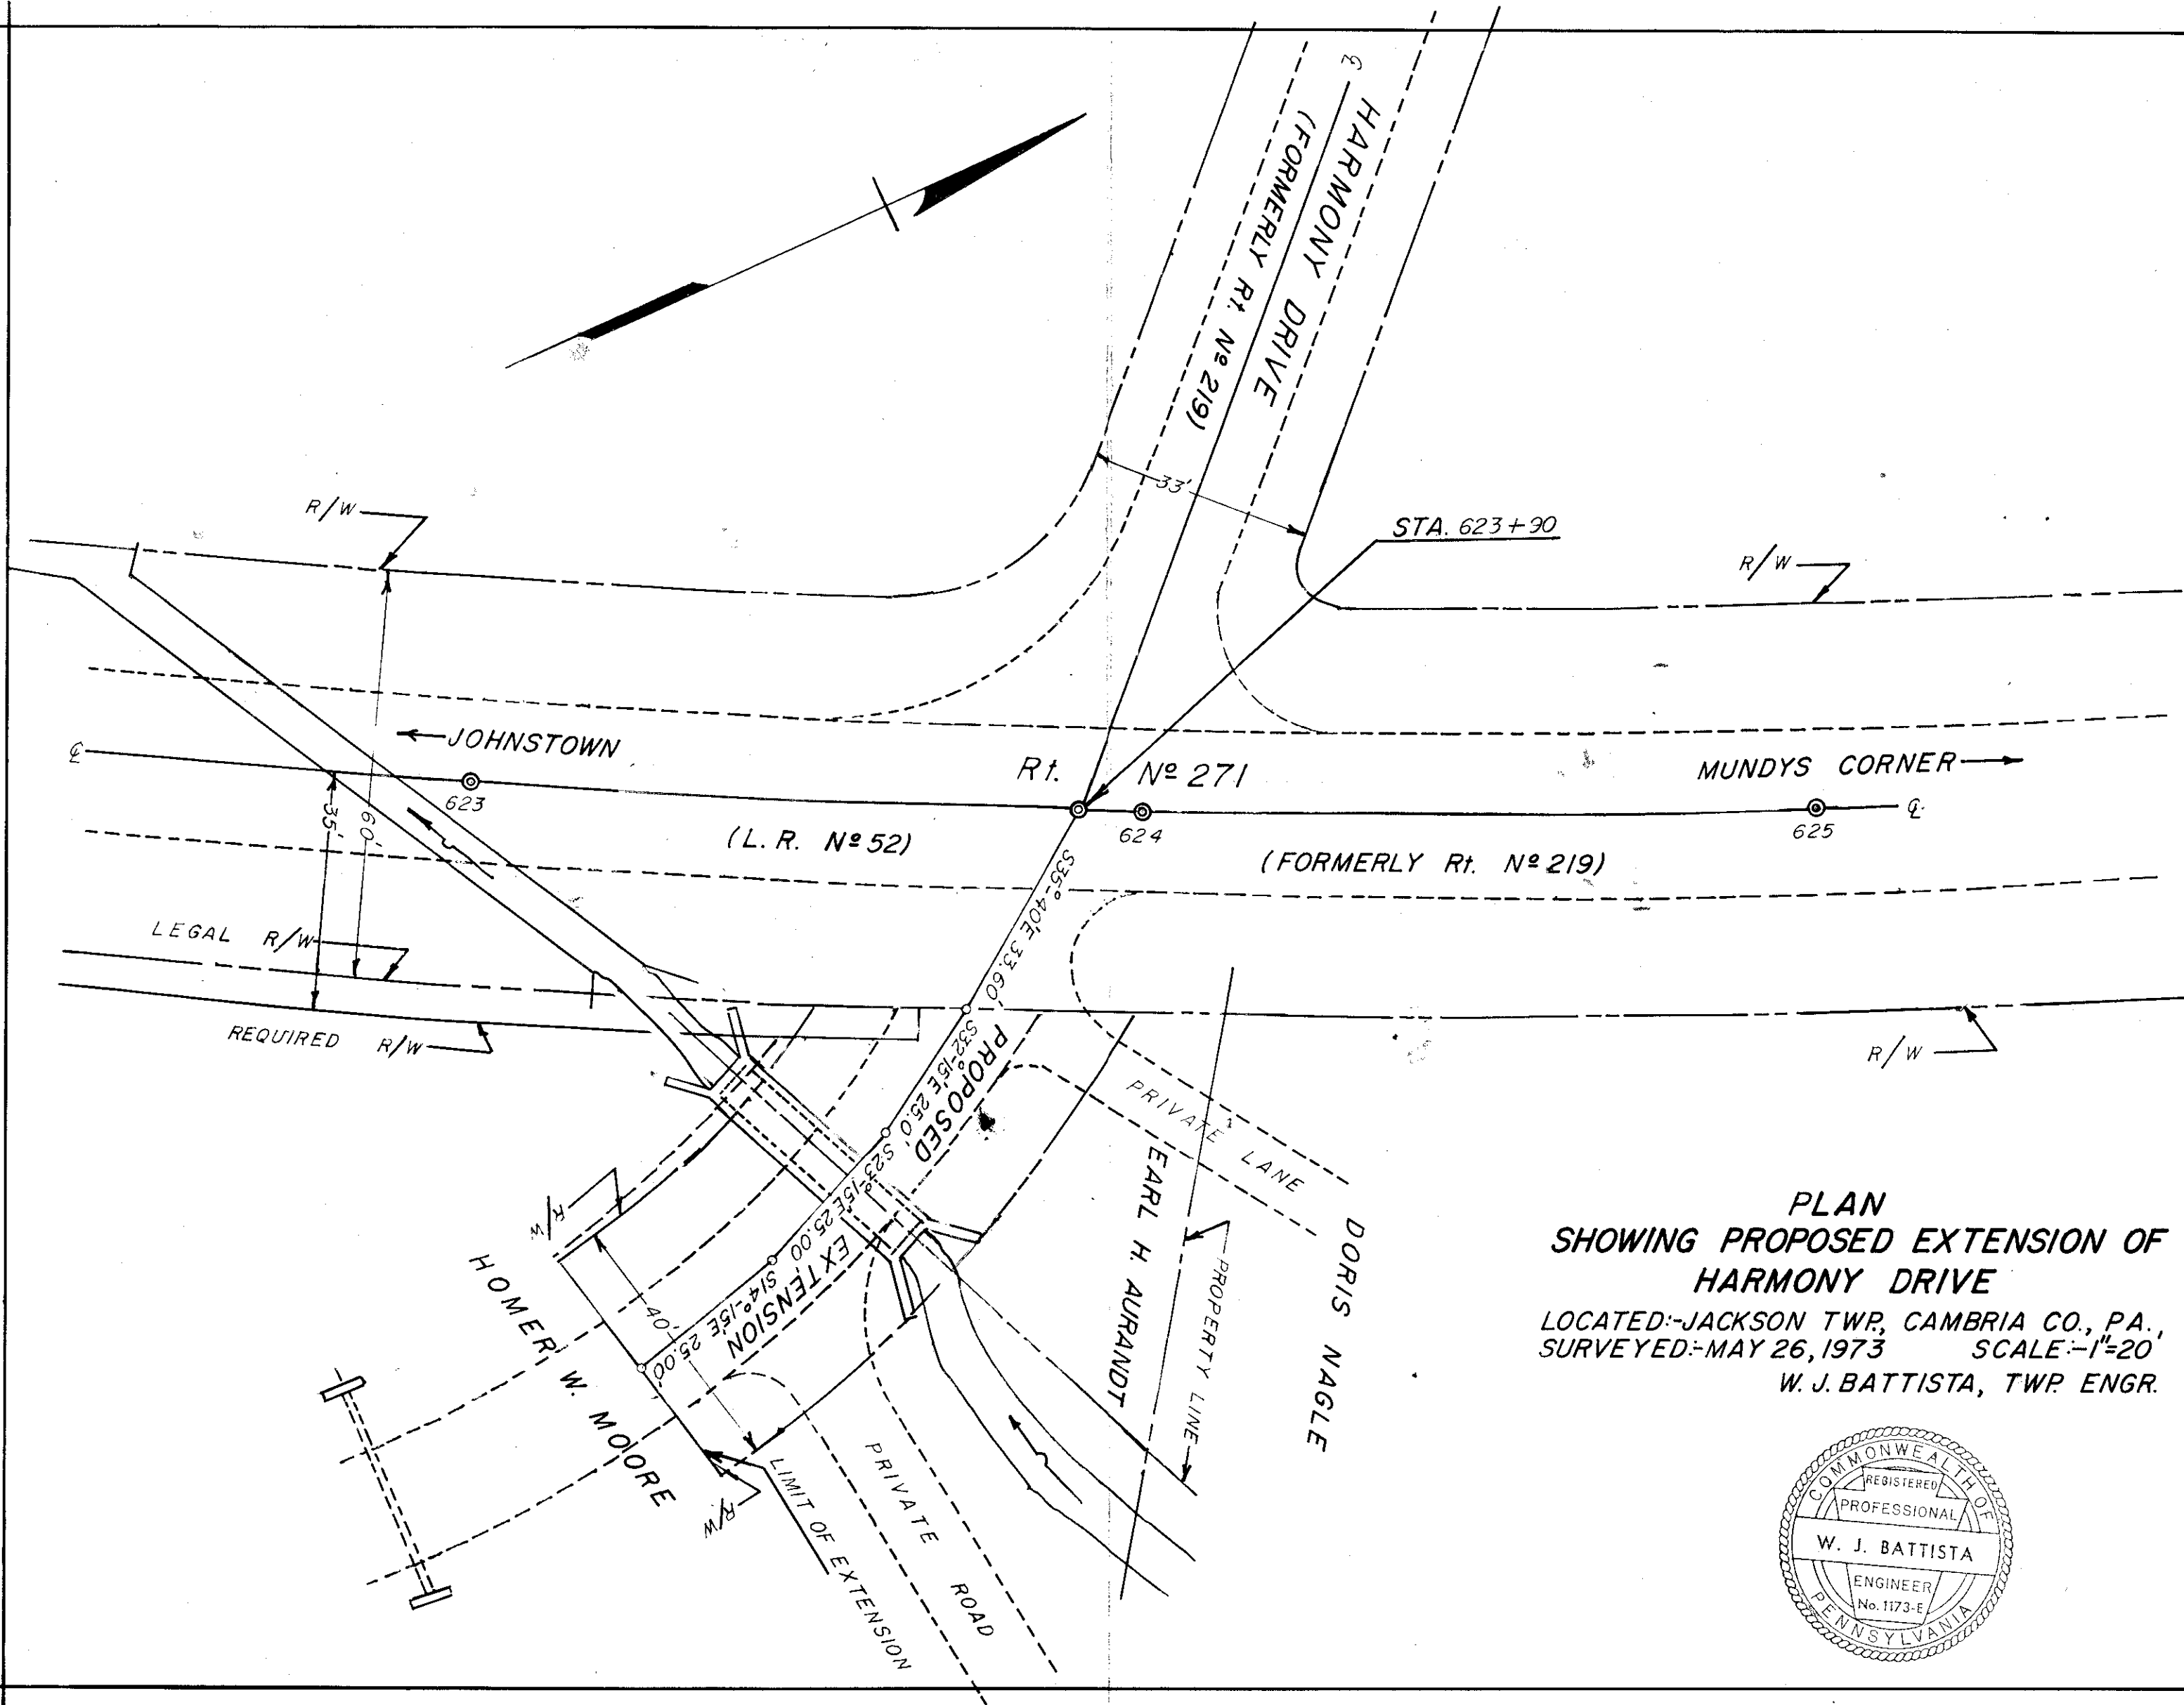 ℄ HARMONY DRIVE
(FORMERLY Rt. Nº 219)
33'
STA. 623+90
R/W
R/W
←JOHNSTOWN
℄
623
Rt. Nº 271
MUNDYS CORNER→
624
625
℄
(L. R. Nº 52)
(FORMERLY Rt. Nº 219)
35'
60'
LEGAL R/W
REQUIRED R/W
R/W
S35°-40'E 33.60'
S32°-15'E 25.0'
S23°-15'E 25.00'
S14°-15'E 25.00'
PROPOSED
EXTENSION
PRIVATE LANE
EARL H. AURANDT
PROPERTY LINE
DORIS NAGLE
R/W
40'
HOMER W. MOORE
R/W
LIMIT OF EXTENSION
PRIVATE ROAD
PLAN
SHOWING PROPOSED EXTENSION OF
HARMONY DRIVE
LOCATED:-JACKSON TWP., CAMBRIA CO., PA.,
SURVEYED:-MAY 26, 1973 SCALE:-1"=20'
W. J. BATTISTA, TWP. ENGR.
COMMONWEALTH OF
REGISTERED
PROFESSIONAL
W. J. BATTISTA
ENGINEER
No. 1173-E
PENNSYLVANIA